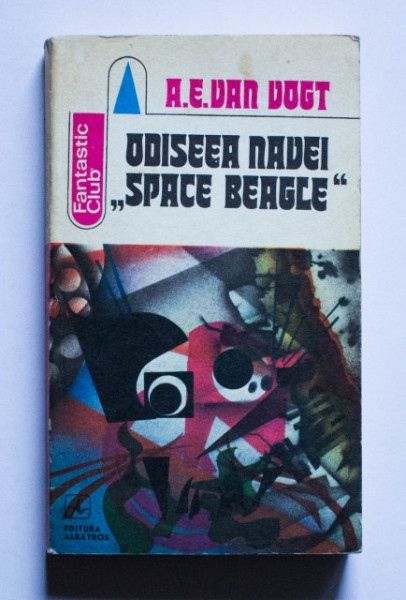 A.E.VAN VOGT
Fantastic
Club
ODISEEA NAVEI
„SPACE BEAGLE“
EDITURA
ALBATROS